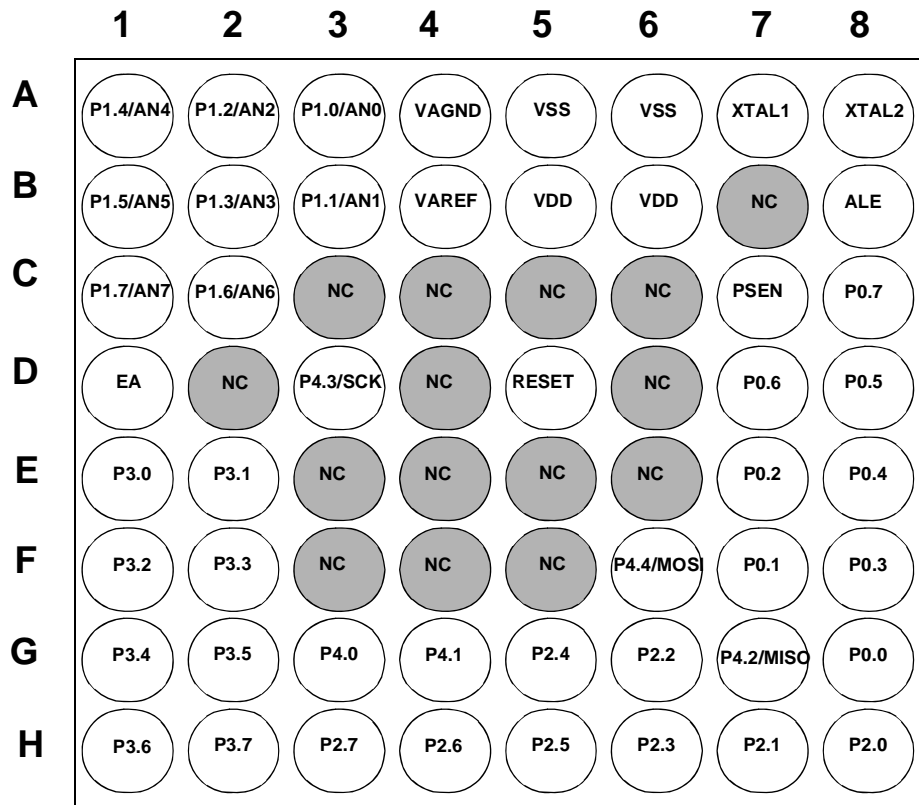 1 2 3 4 5 6 7 8
A P1.4/AN4 P1.2/AN2 P1.0/AN0 VAGND VSS VSS XTAL1 XTAL2
B P1.5/AN5 P1.3/AN3 P1.1/AN1 VAREF VDD VDD NC ALE
C P1.7/AN7 P1.6/AN6 NC NC NC NC PSEN P0.7
D EA NC P4.3/SCK NC RESET NC P0.6 P0.5
E P3.0 P3.1 NC NC NC NC P0.2 P0.4
F P3.2 P3.3 NC NC NC P4.4/MOSI P0.1 P0.3
G P3.4 P3.5 P4.0 P4.1 P2.4 P2.2 P4.2/MISO P0.0
H P3.6 P3.7 P2.7 P2.6 P2.5 P2.3 P2.1 P2.0